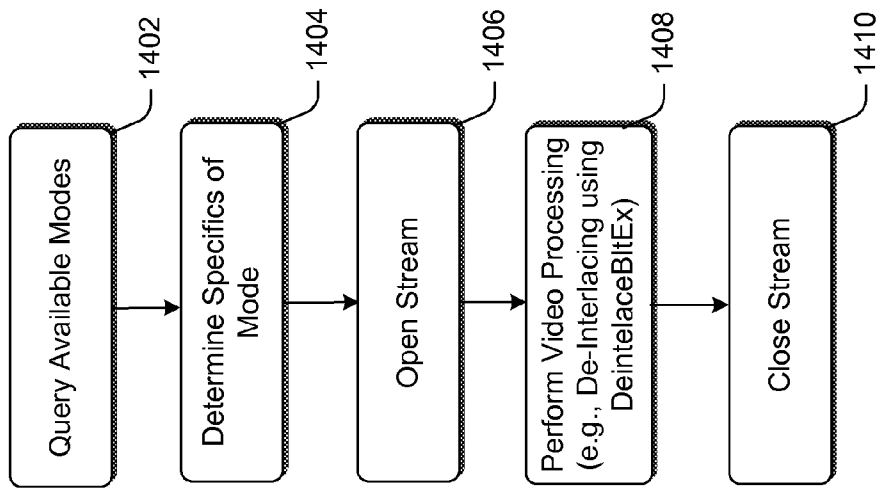 Query Available Modes
1402
Determine Specifics of
Mode
1404
Open Stream
1406
Perform Video Processing
(e.g., De-Interlacing using
DeintelaceBltEx)
1408
Close Stream
1410